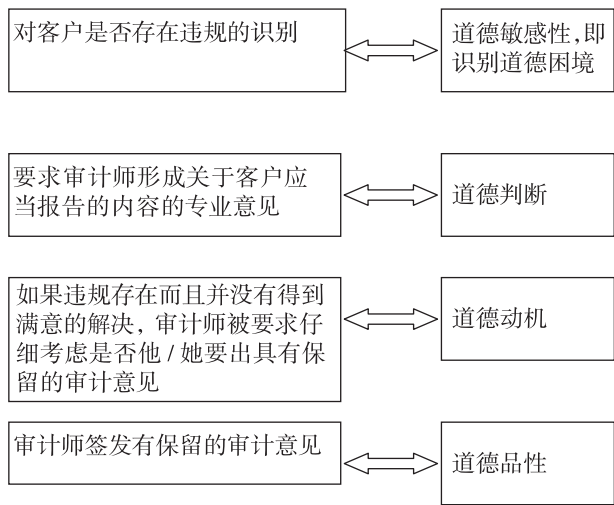 对客户是否存在违规的识别
道德敏感性,即
识别道德困境
要求审计师形成关于客户应
当报告的内容的专业意见
道德判断
如果违规存在而且并没有得到
满意的解决, 审计师被要求仔
细考虑是否他 / 她要出具有保
留的审计意见
道德动机
审计师签发有保留的审计意见
道德品性